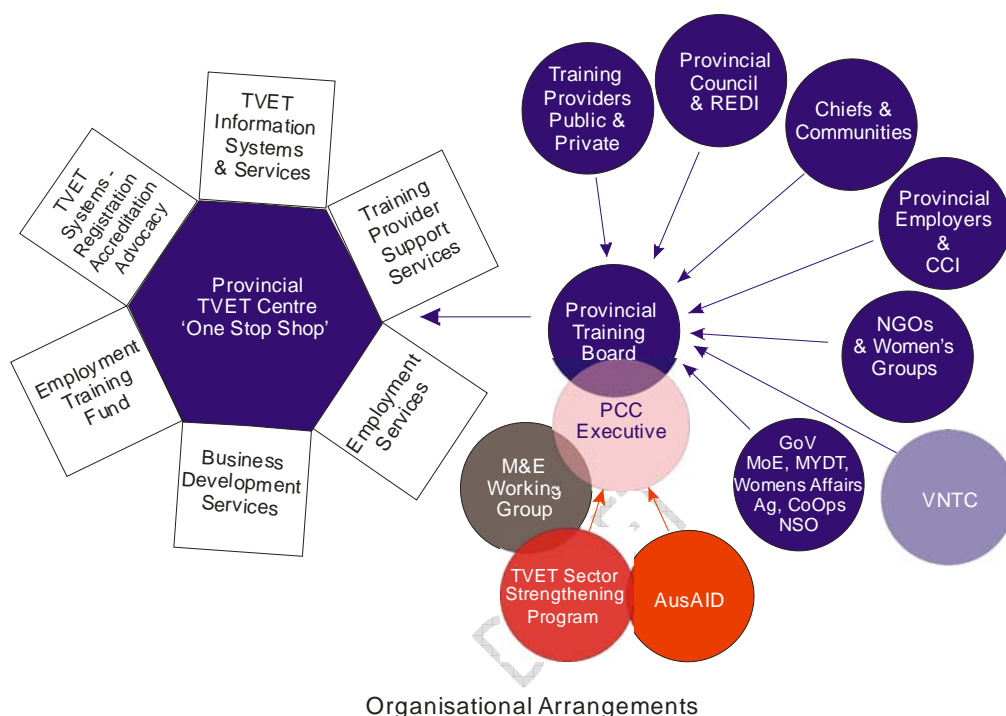 TVET
Information
Systems
& Services
TVET
Systems -
Registration
Accreditation
Advocacy
Training
Provider
Support
Services
Provincial
TVET Centre
‘One Stop Shop’
Employment
Training
Fund
Business
Development
Services
Employment
Services
Training
Providers
Public &
Private
Provincial
Council
& REDI
Chiefs &
Communities
Provincial
Employers
&
CCI
NGOs
& Women's
Groups
Provincial
Training
Board
PCC
Executive
GoV
MoE, MYDT,
Womens Affairs
Ag, CoOps
NSO
VNTC
M&E
Working
Group
TVET Sector
Strengthening
Program
AusAID
Organisational Arrangements